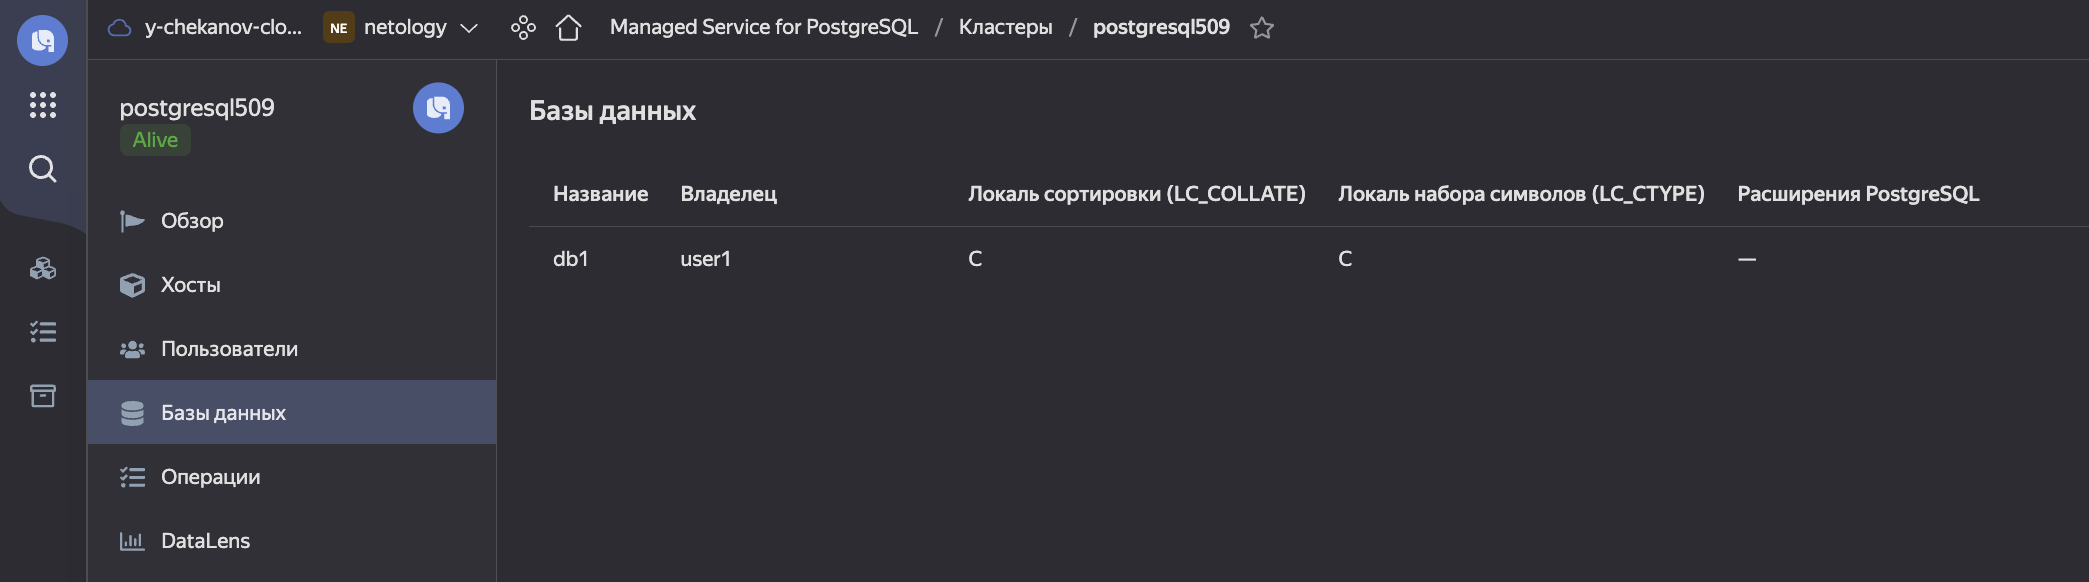 y-chekanov-clo... NE netology Managed Service for PostgreSQL / Кластеры / postgresql509
postgresql509
Alive
Обзор
Хосты
Пользователи
Базы данных
Операции
DataLens
Базы данных
Название Владелец Локаль сортировки (LC_COLLATE) Локаль набора символов (LC_CTYPE) Расширения PostgreSQL
db1 user1 C C —